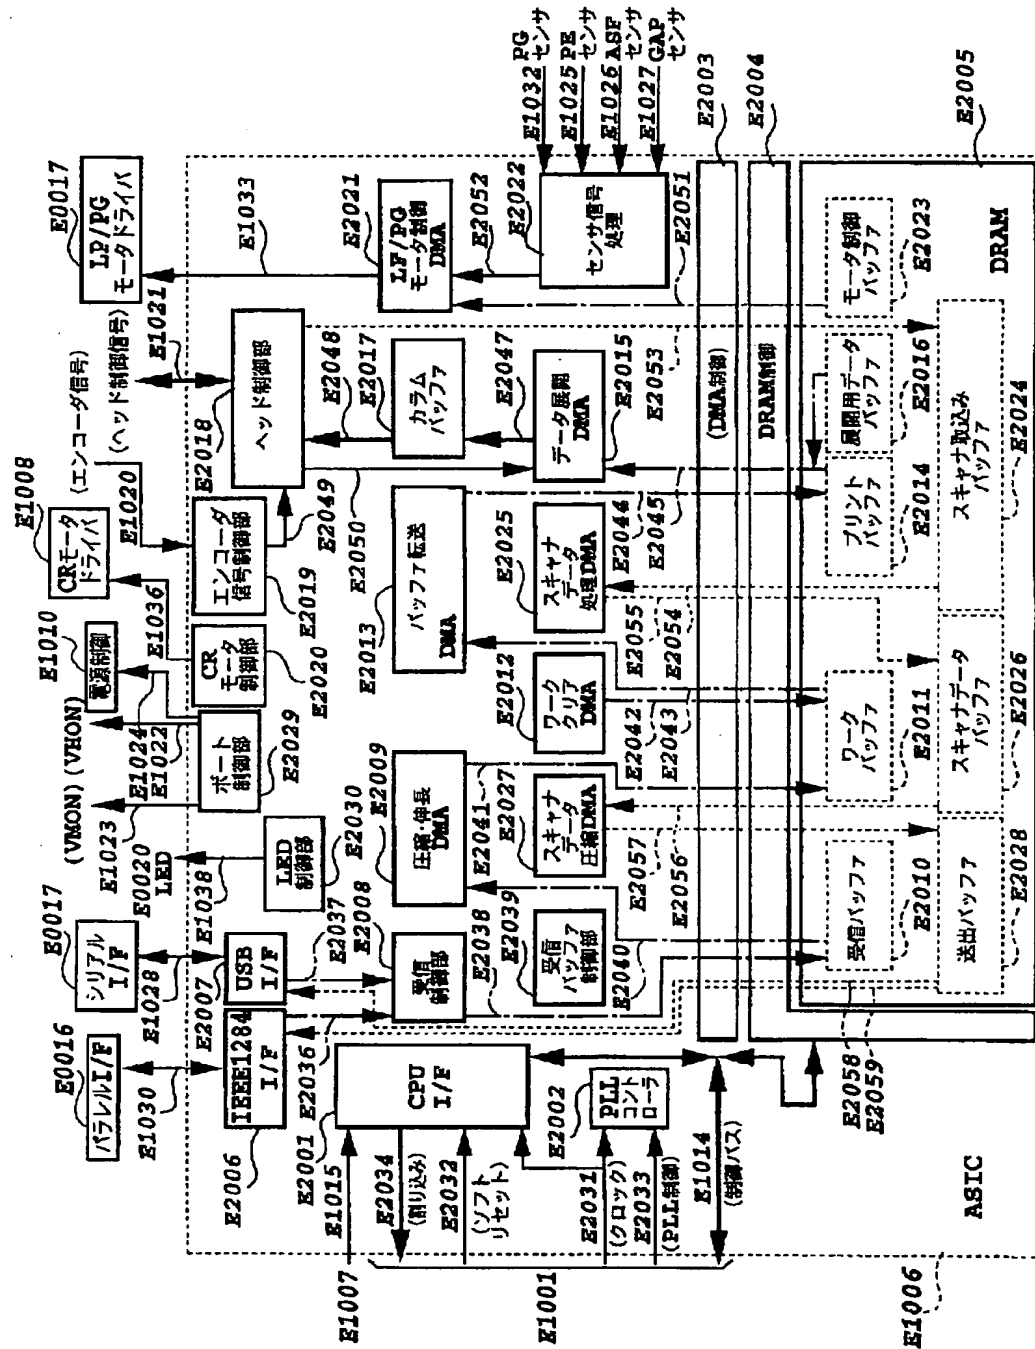 E0016
パラレルI/F
E1030
E0017
シリアル
I/F
E1028
E2007
E0020
LED
E1038
(VMON)
(VHON)
E1023
E1024
E1022
E1010
電源制御
E1036
E1008
CRモータ
ドライバ
E1020
(エンコーダ信号)
(ヘッド制御信号)
E1021
E0017
LP/PG
モータドライバ
E1033
IEEE1284
I/F
E2006
USB
I/F
E2037
LED
制御部
E2030
ポート
制御部
E2029
CR
モータ
制御部
E2020
エンコーダ
信号制御部
E2019
E2018
ヘッド制御部
E2049
E2050
E2048
E2017
カラム
バッファ
E2047
E2021
LF/PG
モータ制御
DMA
E2052
E2022
センサ信号
処理
E1032
PG
センサ
E1025
PE
センサ
E1026
ASF
センサ
E1027
GAP
センサ
E1007
E1015
E2001
E2036
CPU
I/F
E2034
(割り込み)
E2032
(ソフト
リセット)
E1001
E2002
PLL
コント
ローラ
E2031
(クロック)
E2033
(PLL制御)
E1014
(制御バス)
E2008
受信
制御部
E2038
E2039
受信
バッファ
制御部
E2040
E2009
圧縮・伸長
DMA
E2041
E2027
スキャナ
データ
圧縮DMA
E2057
E2056
E2012
ワーク
クリア
DMA
E2042
E2043
E2013
バッファ転送
DMA
E2025
スキャナ
データ
処理DMA
E2044
E2045
E2055
E2054
データ展開
DMA
E2015
E2053
E2051
(DMA制御)
E2003
DRAM制御
E2004
E2005
受信バッファ
E2010
ワーク
バッファ
E2011
プリント
バッファ
E2014
展開用データ
バッファ
E2016
モータ制御
バッファ
E2023
送出バッファ
E2028
スキャナデータ
バッファ
E2026
スキャナ取込み
バッファ
E2024
DRAM
E2058
E2059
ASIC
E1006